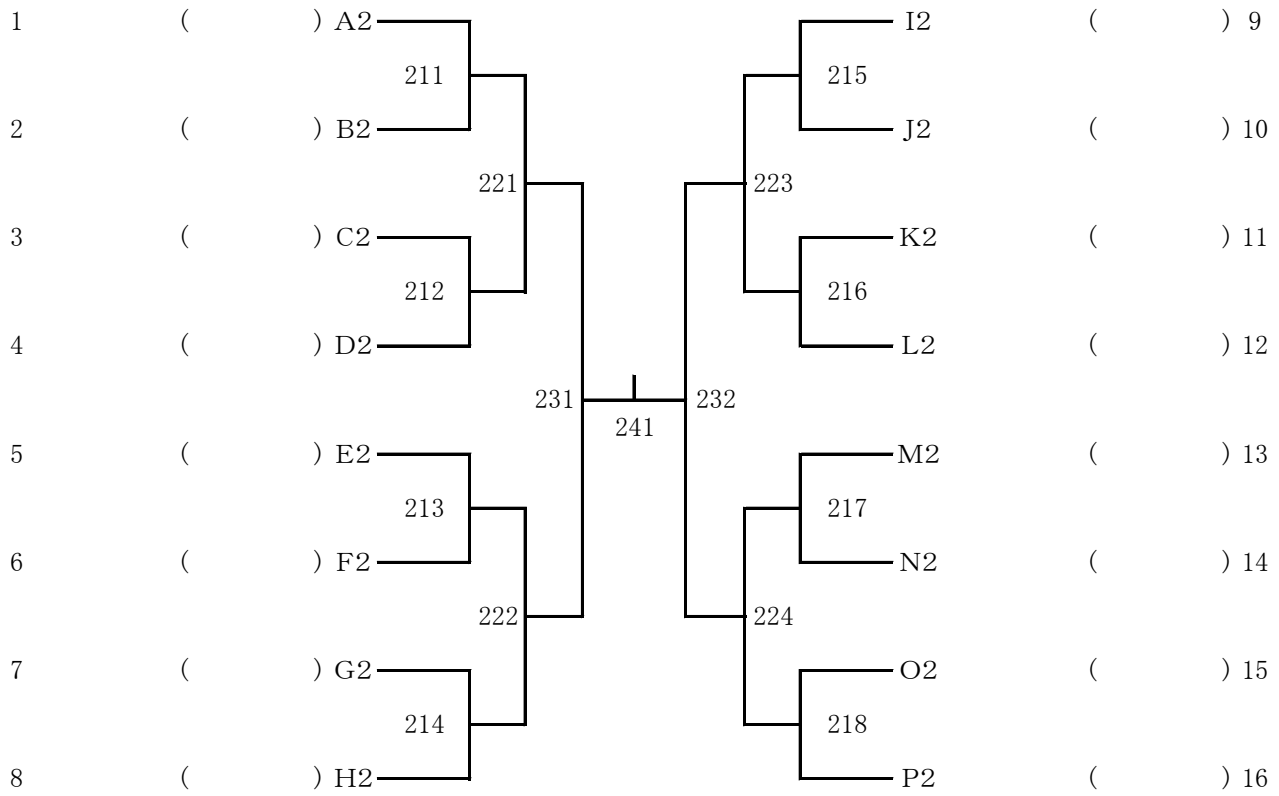 1 ( ) A2 I2 ( ) 9
211 215
2 ( ) B2 J2 ( ) 10
221 223
3 ( ) C2 K2 ( ) 11
212 216
4 ( ) D2 L2 ( ) 12
231 232
241
5 ( ) E2 M2 ( ) 13
213 217
6 ( ) F2 N2 ( ) 14
222 224
7 ( ) G2 O2 ( ) 15
214 218
8 ( ) H2 P2 ( ) 16